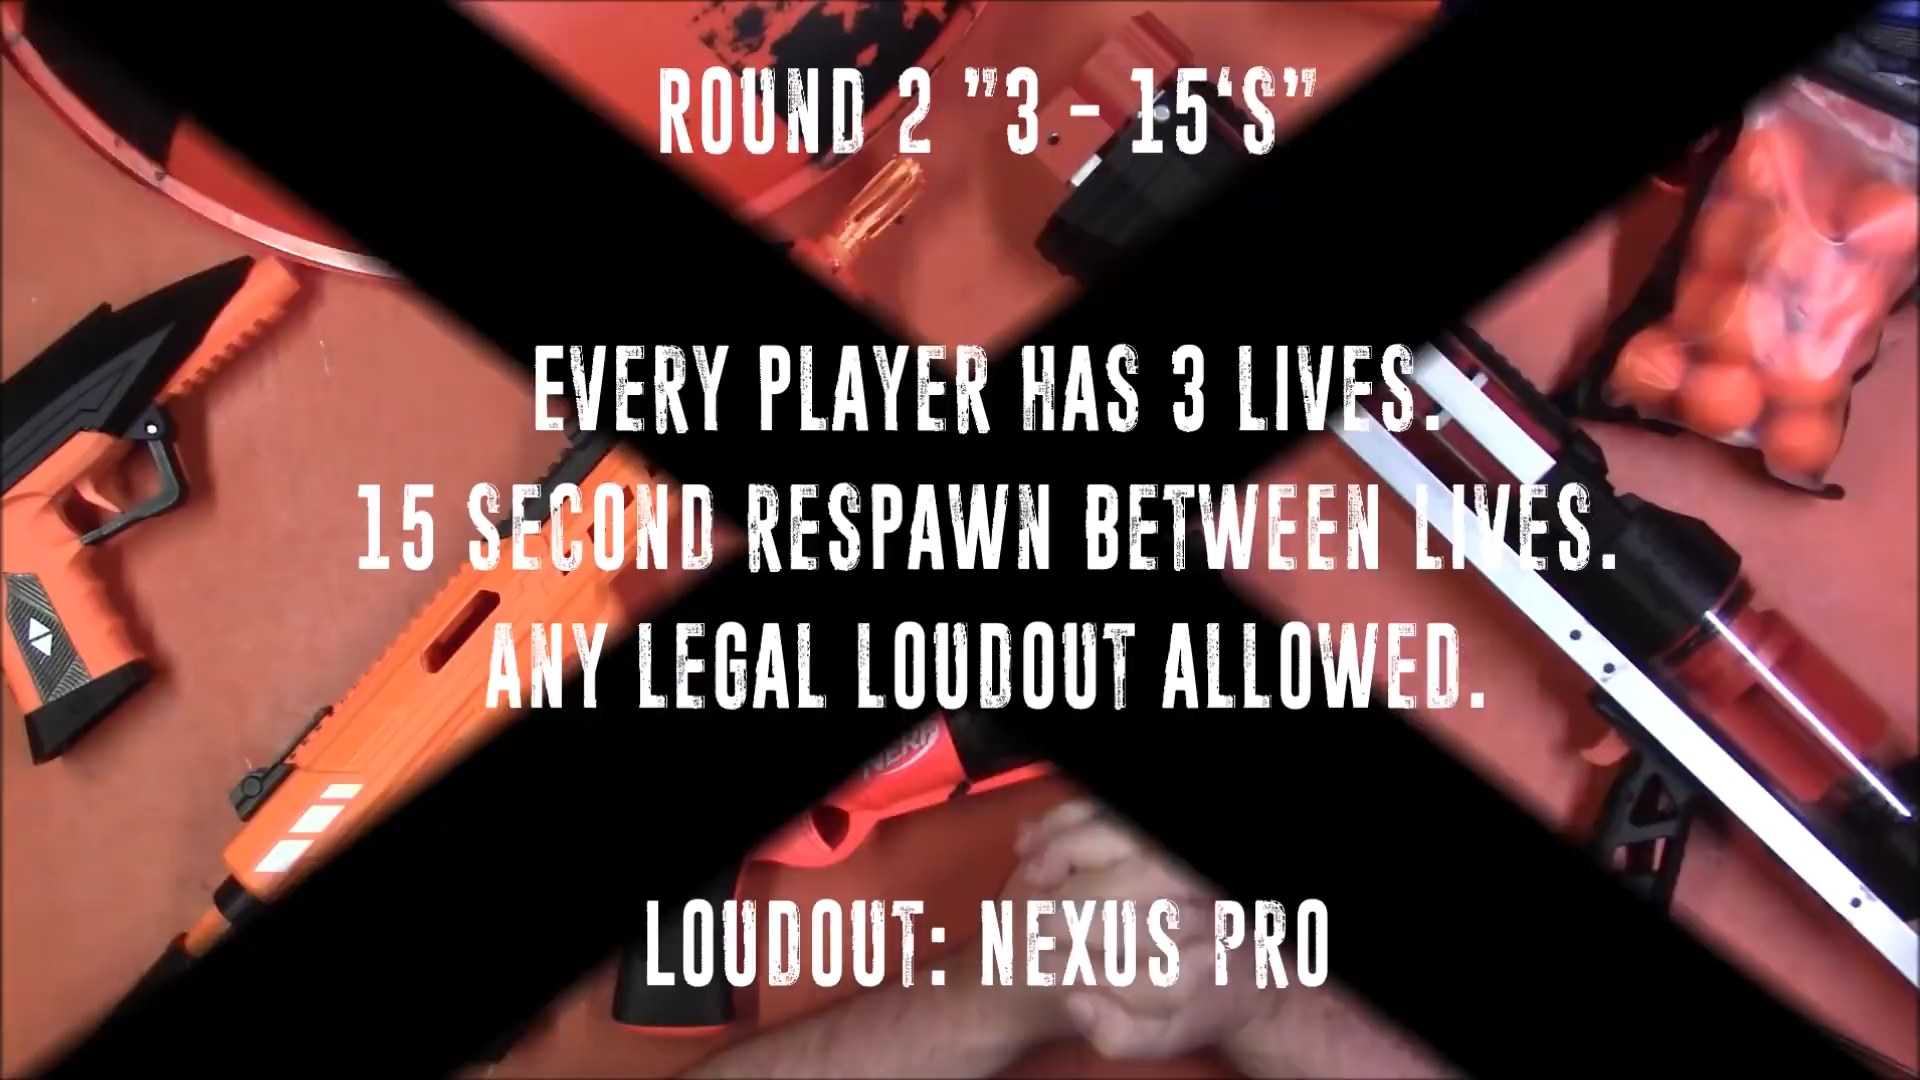 ROUND 2 "3 - 15'S"
EVERY PLAYER HAS 3 LIVES.
15 SECOND RESPAWN BETWEEN LIVES.
ANY LEGAL LOUDOUT ALLOWED.
NERF
LOUDOUT: NEXUS PRO